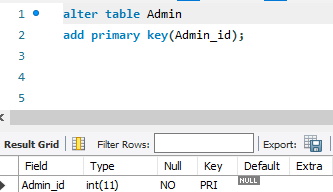 1 alter table Admin
2 add primary key(Admin_id);
3
4
5
Result Grid Filter Rows: Export:
Field Type Null Key Default Extra
Admin_id int(11) NO PRI NULL